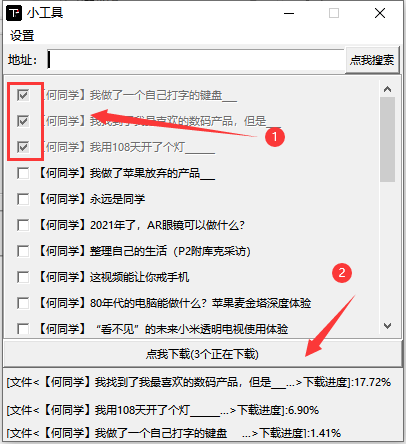 小工具
设置
地址： 点我搜索
【何同学】我做了一个自己打字的键盘___
【何同学】我找到了我最喜欢的数码产品，但是___
【何同学】我用108天开了个灯______
【何同学】我做了苹果放弃的产品___
【何同学】永远是同学
【何同学】2021年了，AR眼镜可以做什么？
【何同学】整理自己的生活（P2附库克采访）
【何同学】这视频能让你戒手机
【何同学】80年代的电脑能做什么？苹果麦金塔深度体验
【何同学】“看不见”的未来小米透明电视使用体验
1
2
点我下载(3个正在下载)
[文件<【何同学】我找到了我最喜欢的数码产品，但是___...>下载进度]:17.72%
[文件<【何同学】我用108天开了个灯______...>下载进度]:6.90%
[文件<【何同学】我做了一个自己打字的键盘___...>下载进度]:1.41%